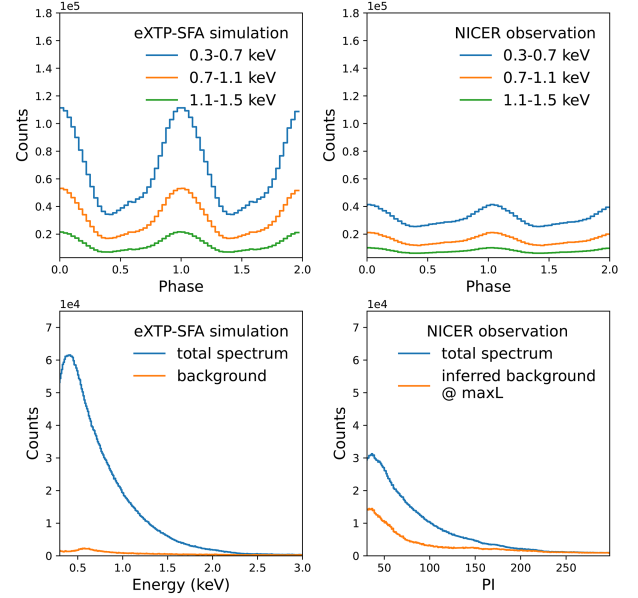 1e5
eXTP-SFA simulation
0.3-0.7 keV
0.7-1.1 keV
1.1-1.5 keV
1.8
1.6
1.4
1.2
1.0
0.8
0.6
0.4
0.2
Counts
0.0 0.5 1.0 1.5 2.0
Phase
1e5
NICER observation
0.3-0.7 keV
0.7-1.1 keV
1.1-1.5 keV
1.8
1.6
1.4
1.2
1.0
0.8
0.6
0.4
0.2
Counts
0.0 0.5 1.0 1.5 2.0
Phase
1e4
eXTP-SFA simulation
total spectrum
background
7
6
5
4
3
2
1
0
Counts
0.5 1.0 1.5 2.0 2.5 3.0
Energy (keV)
1e4
NICER observation
total spectrum
inferred background
@ maxL
7
6
5
4
3
2
1
0
Counts
50 100 150 200 250
PI